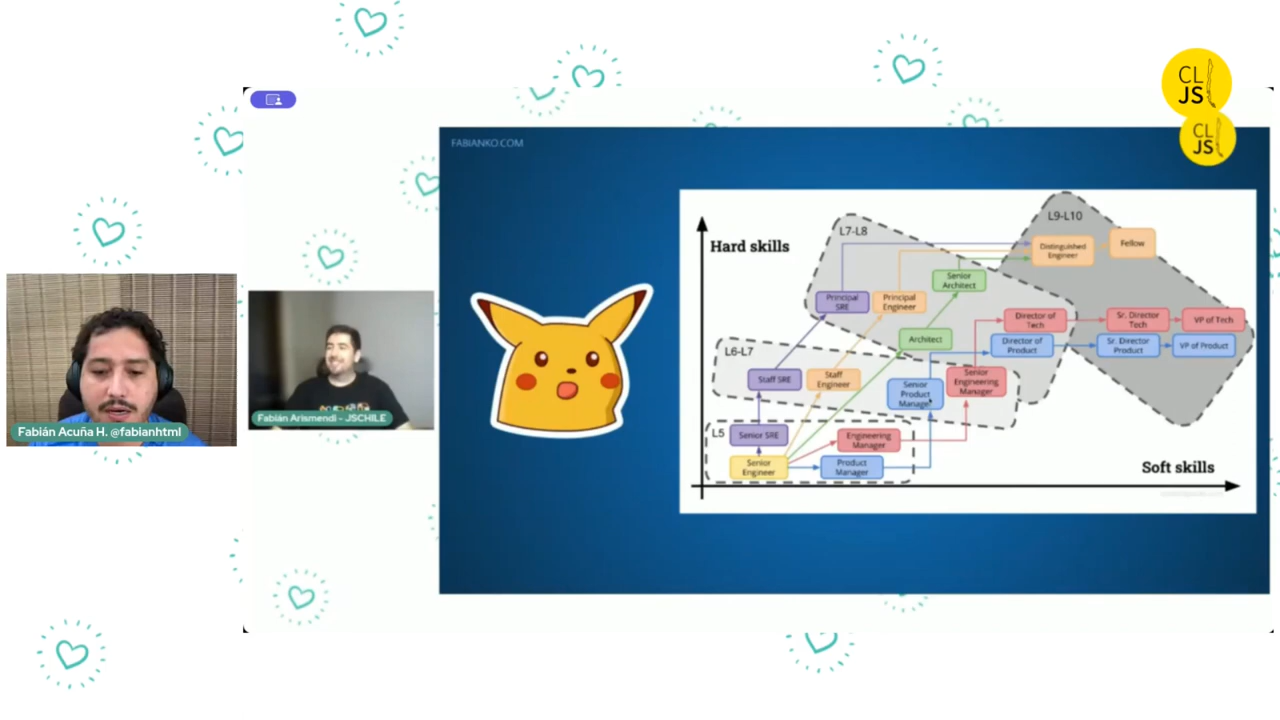 CL
JS
CL
JS
FABIANKO.COM
Hard skills
L9-L10
L7-L8
Distinguished
Engineer
Fellow
Senior
Architect
Principal
SRE
Principal
Engineer
Director of
Tech
Sr. Director
Tech
VP of Tech
Architect
Director of
Product
Sr. Director
Product
VP of Product
L6-L7
Staff SRE
Staff
Engineer
Senior
Product
Manager
Senior
Engineering
Manager
L5
Senior SRE
Engineering
Manager
Senior
Engineer
Product
Manager
Soft skills
Fabián Acuña H. @fabianhtml
Fabián Arismendi - JSCHILE